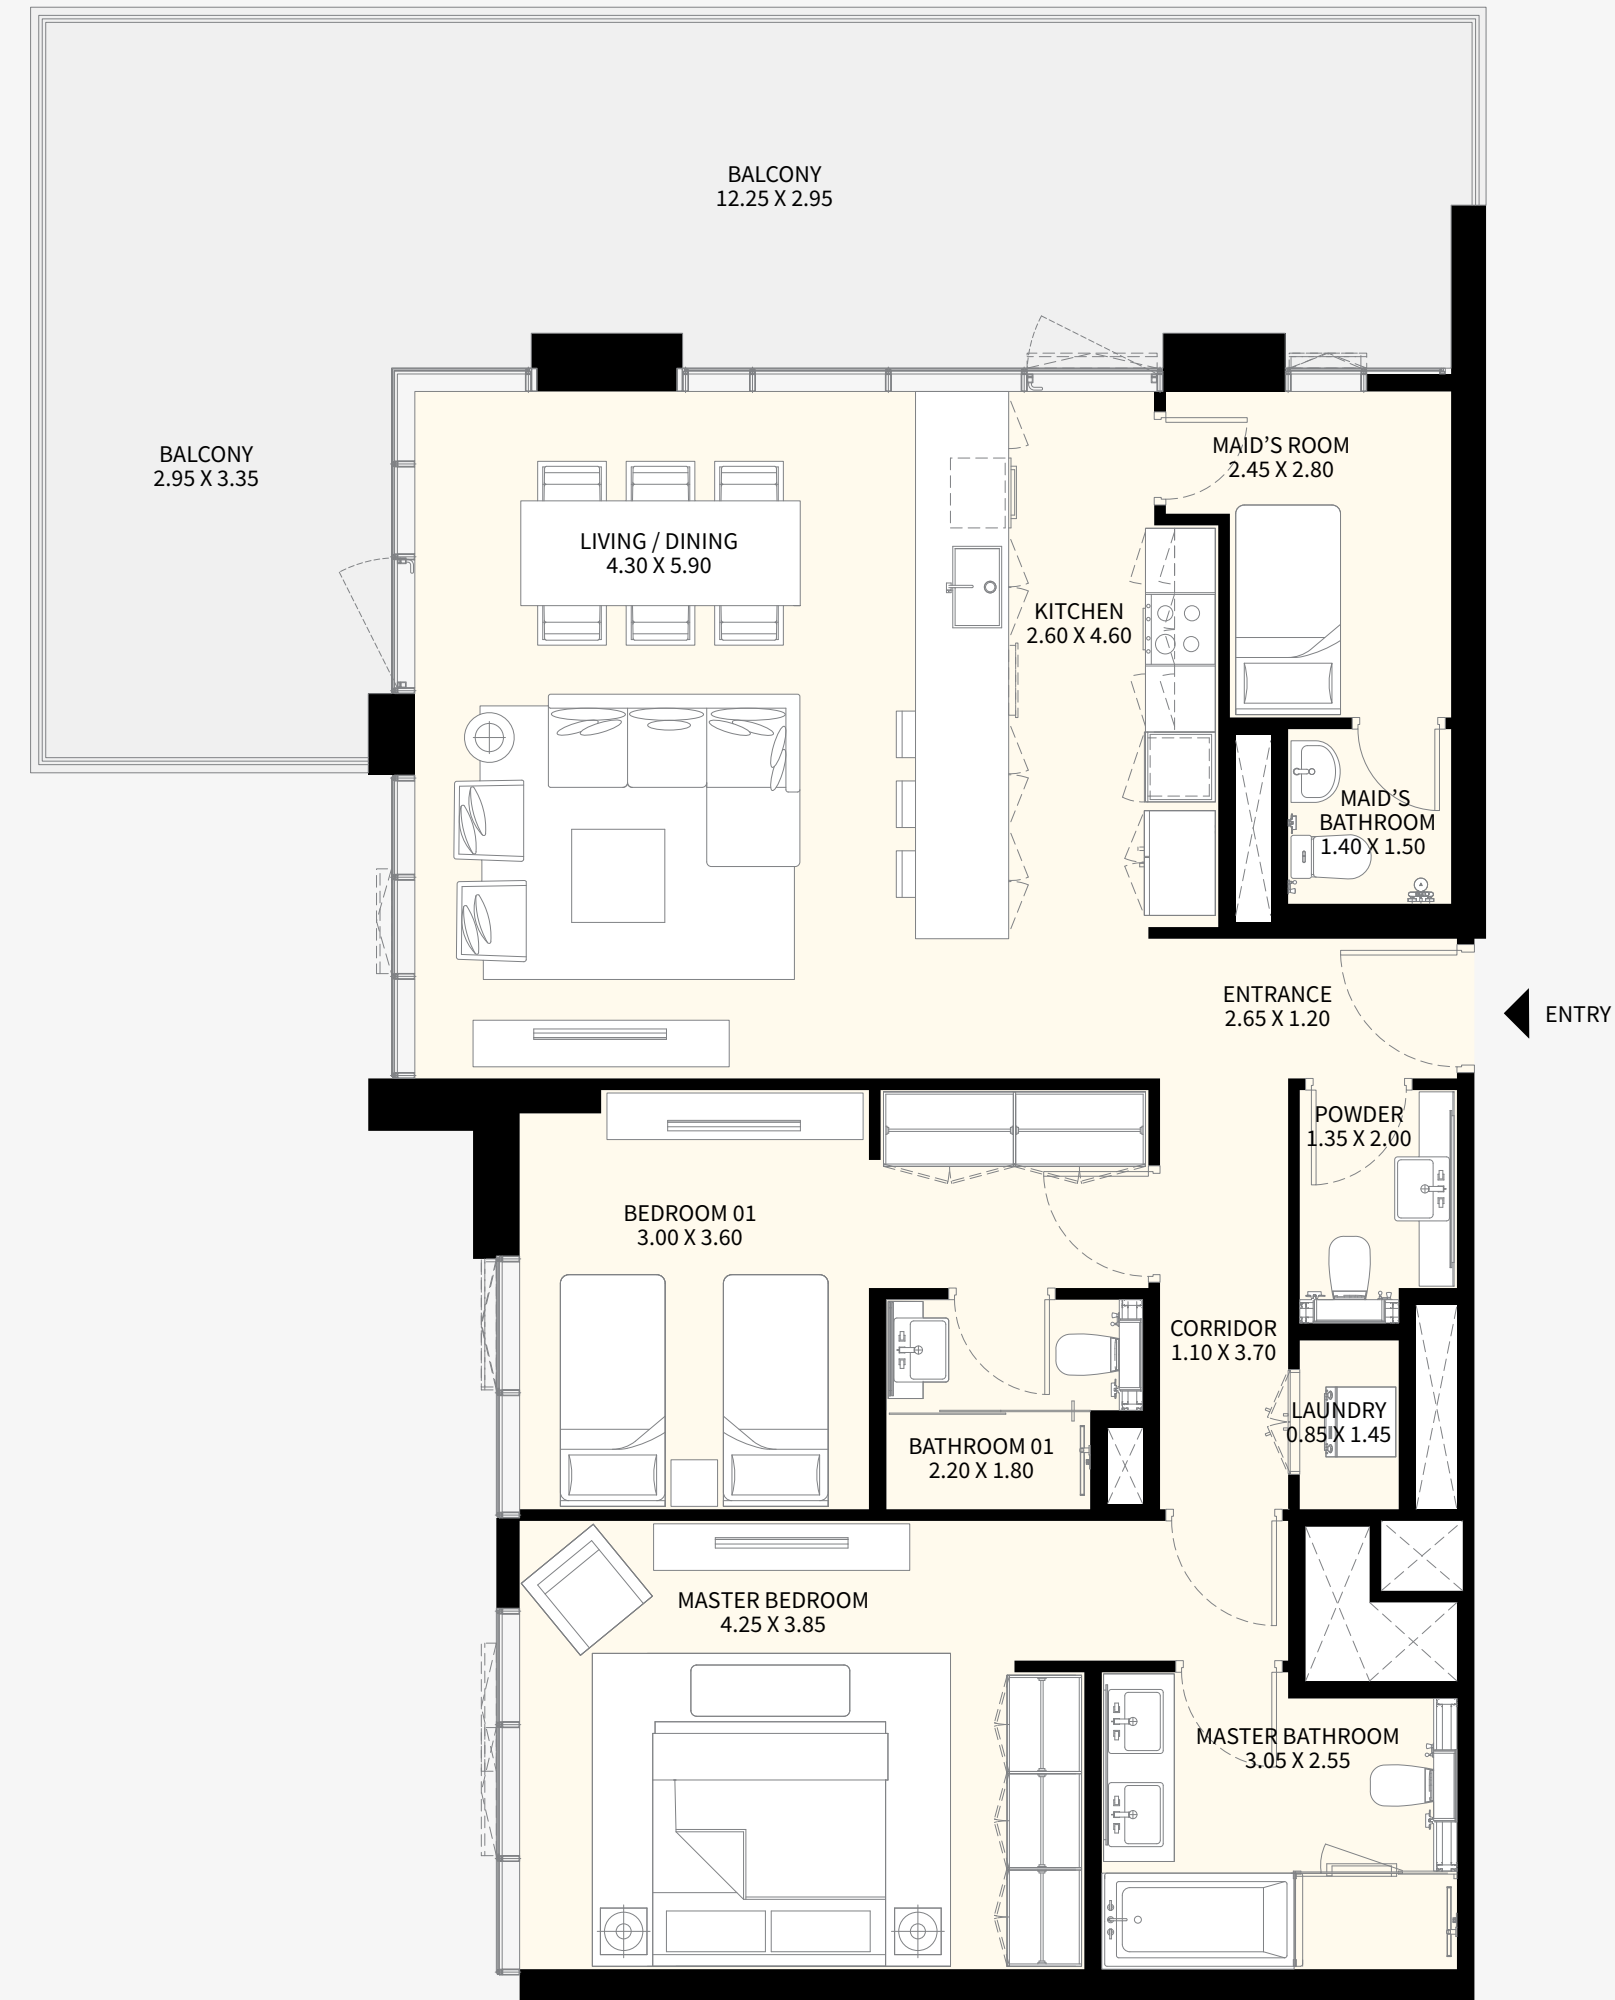 BALCONY
12.25 X 2.95
BALCONY
2.95 X 3.35
MAID’S ROOM
2.45 X 2.80
LIVING / DINING
4.30 X 5.90
KITCHEN
2.60 X 4.60
MAID’S
BATHROOM
1.40 X 1.50
ENTRANCE
2.65 X 1.20
ENTRY
POWDER
1.35 X 2.00
BEDROOM 01
3.00 X 3.60
CORRIDOR
1.10 X 3.70
LAUNDRY
0.85 X 1.45
BATHROOM 01
2.20 X 1.80
MASTER BEDROOM
4.25 X 3.85
MASTER BATHROOM
3.05 X 2.55